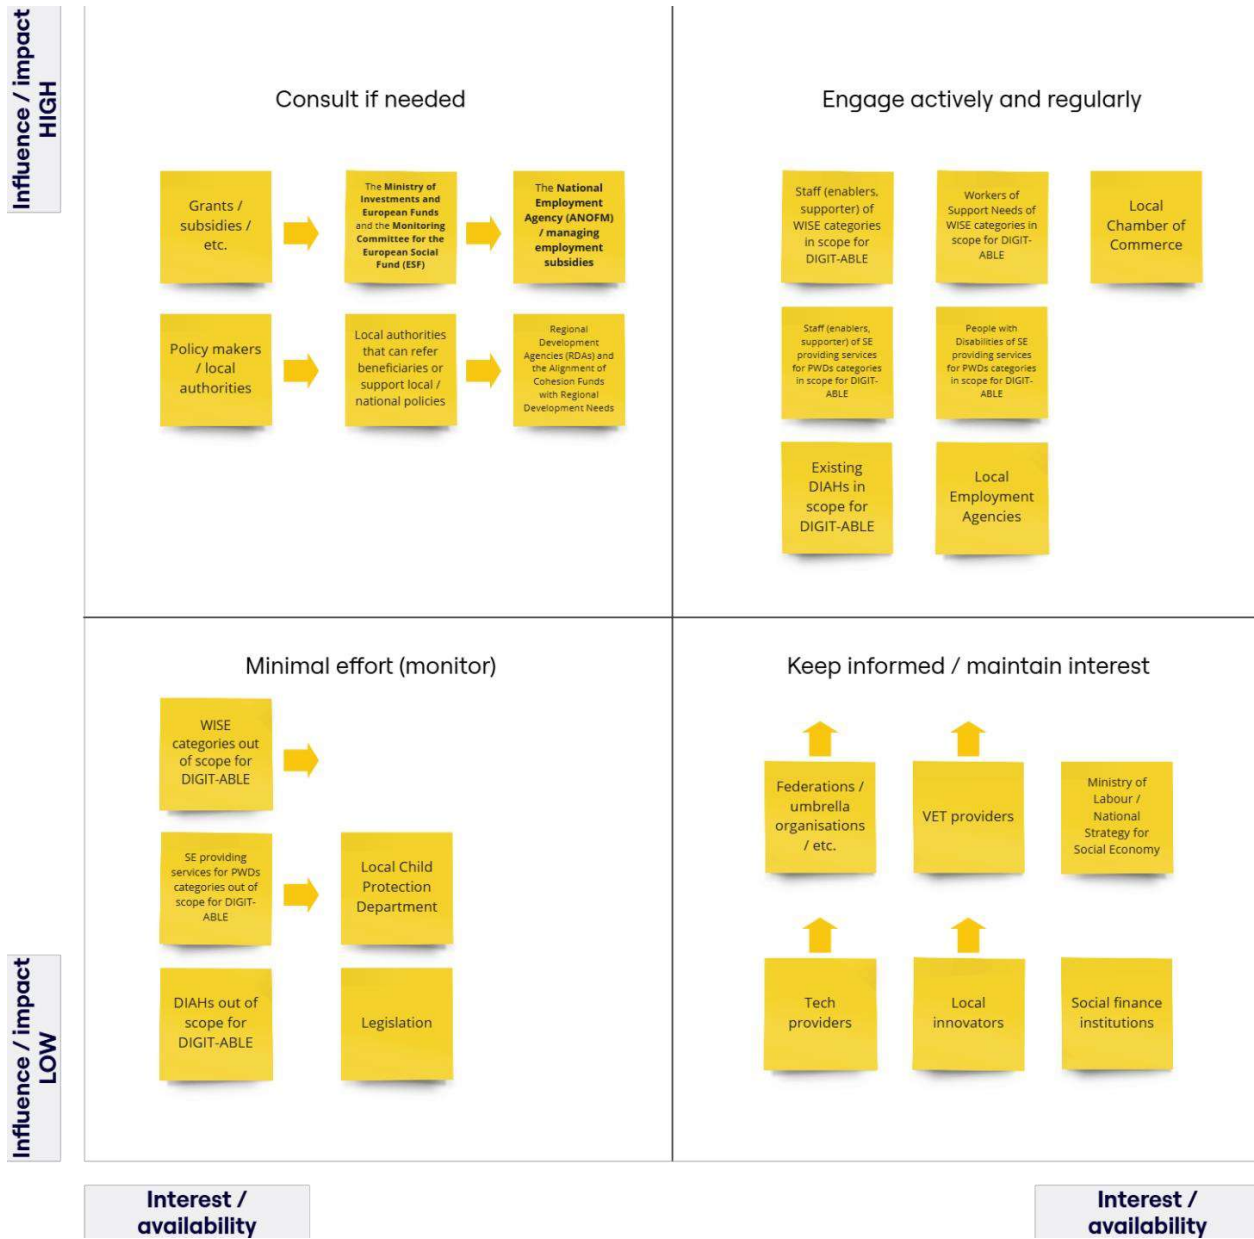 Influence / impact
HIGH
Consult if needed
Engage actively and regularly
Grants /
subsidies /
etc.
The Ministry of
Investments and
European Funds
and the Monitoring
Committee for the
European Social
Fund (ESF)
The National
Employment
Agency (ANOFM)
/ managing
employment
subsidies
Staff (enablers,
supporter) of
WISE categories
in scope for
DIGIT-ABLE
Workers of
Support Needs of
WISE categories in
scope for DIGIT-
ABLE
Local
Chamber of
Commerce
Policy makers
/ local
authorities
Local authorities
that can refer
beneficiaries or
support local /
national policies
Regional
Development
Agencies (RDAs) and
the Alignment of
Cohesion Funds
with Regional
Development Needs
Staff (enablers,
supporter) of SE
providing services
for PWDs categories
in scope for DIGIT-
ABLE
People with
Disabilities of SE
providing services
for PWDs categories
in scope for DIGIT-
ABLE
Existing
DIAHs in
scope for
DIGIT-ABLE
Local
Employment
Agencies
Minimal effort (monitor)
Keep informed / maintain interest
WISE
categories out
of scope for
DIGIT-ABLE
Federations /
umbrella
organisations
/ etc.
VET providers
Ministry of
Labour /
National
Strategy for
Social Economy
SE providing
services for PWDs
categories out of
scope for DIGIT-
ABLE
Local Child
Protection
Department
DIAHs out of
scope for
DIGIT-ABLE
Legislation
Tech
providers
Local
innovators
Social finance
institutions
Influence / impact
LOW
Interest /
availability
Interest /
availability